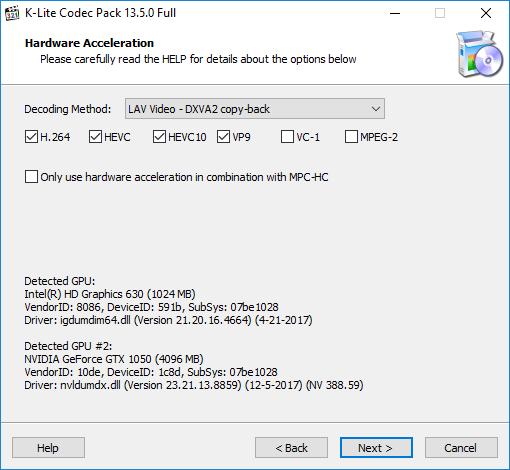 K-Lite Codec Pack 13.5.0 Full
Hardware Acceleration
Please carefully read the HELP for details about the options below
Decoding Method: LAV Video - DXVA2 copy-back
H.264 HEVC HEVC10 VP9 VC-1 MPEG-2
Only use hardware acceleration in combination with MPC-HC
Detected GPU:
Intel(R) HD Graphics 630 (1024 MB)
VendorID: 8086, DeviceID: 591b, SubSys: 07be1028
Driver: igdumdim64.dll (Version 21.20.16.4664) (4-21-2017)
Detected GPU #2:
NVIDIA GeForce GTX 1050 (4096 MB)
VendorID: 10de, DeviceID: 1c8d, SubSys: 07be1028
Driver: nvldumdx.dll (Version 23.21.13.8859) (12-5-2017) (NV 388.59)
Help < Back Next > Cancel